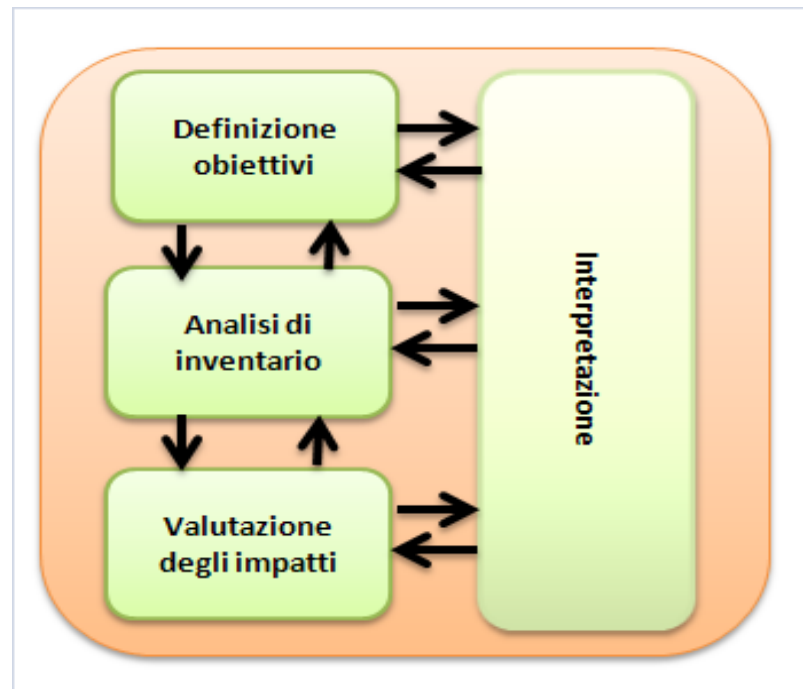 Definizione
obiettivi
Analisi di
inventario
Valutazione
degli impatti
Interpretazione